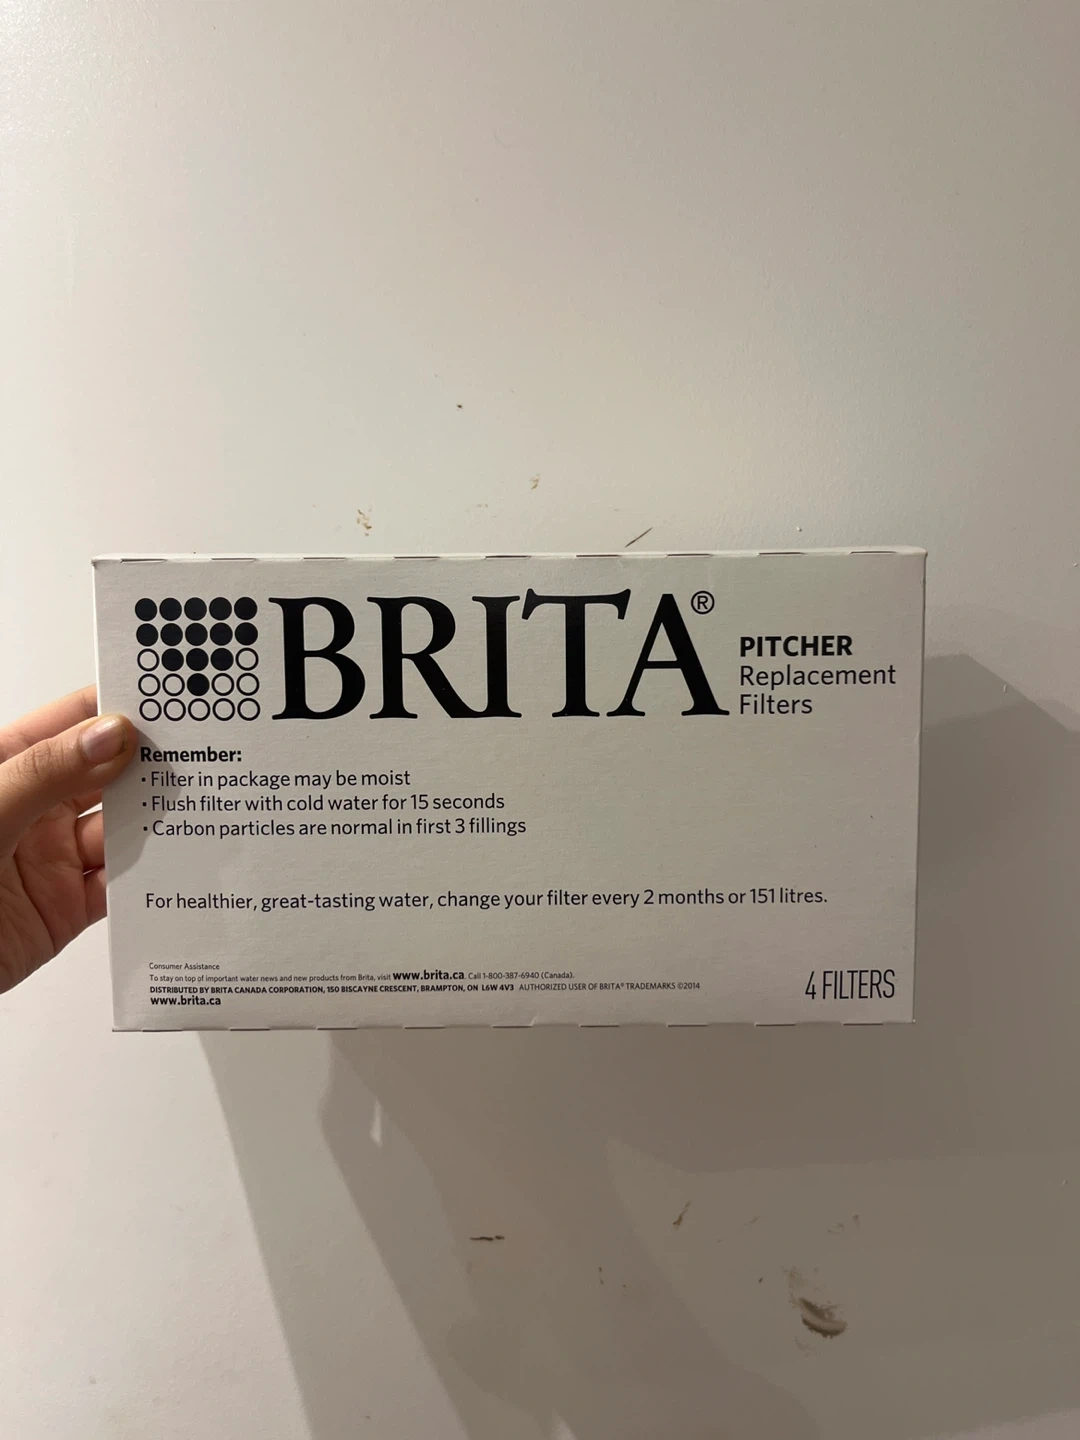 BRITA®
PITCHER
Replacement
Filters
Remember:
• Filter in package may be moist
• Flush filter with cold water for 15 seconds
• Carbon particles are normal in first 3 fillings
For healthier, great-tasting water, change your filter every 2 months or 151 litres.
Consumer Assistance
To stay on top of important water news and new products from Brita, visit www.brita.ca. Call 1-800-387-6940 (Canada).
DISTRIBUTED BY BRITA CANADA CORPORATION, 150 BISCAYNE CRESCENT, BRAMPTON, ON L6W 4V3 AUTHORIZED USER OF BRITA® TRADEMARKS ©2014
www.brita.ca
4 FILTERS